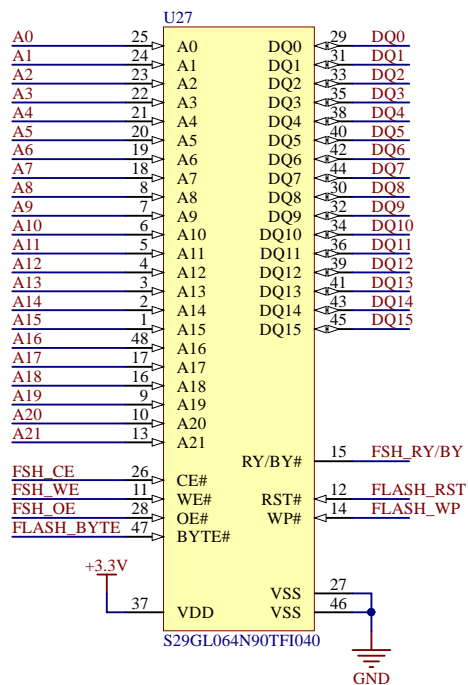 U27
A0 25 A0 DQ0 29 DQ0
A1 24 A1 DQ1 31 DQ1
A2 23 A2 DQ2 33 DQ2
A3 22 A3 DQ3 35 DQ3
A4 21 A4 DQ4 38 DQ4
A5 20 A5 DQ5 40 DQ5
A6 19 A6 DQ6 42 DQ6
A7 18 A7 DQ7 44 DQ7
A8 8 A8 DQ8 30 DQ8
A9 7 A9 DQ9 32 DQ9
A10 6 A10 DQ10 34 DQ10
A11 5 A11 DQ11 36 DQ11
A12 4 A12 DQ12 39 DQ12
A13 3 A13 DQ13 41 DQ13
A14 2 A14 DQ14 43 DQ14
A15 1 A15 DQ15 45 DQ15
A16 48 A16
A17 17 A17
A18 16 A18
A19 9 A19
A20 10 A20
A21 13 A21
RY/BY# 15 FSH_RY/BY
FSH_CE 26 CE#
FSH_WE 11 WE# RST# 12 FLASH_RST
FSH_OE 28 OE# WP# 14 FLASH_WP
FLASH_BYTE 47 BYTE#
+3.3V
VSS 27
37 VDD VSS 46
S29GL064N90TFI040
GND